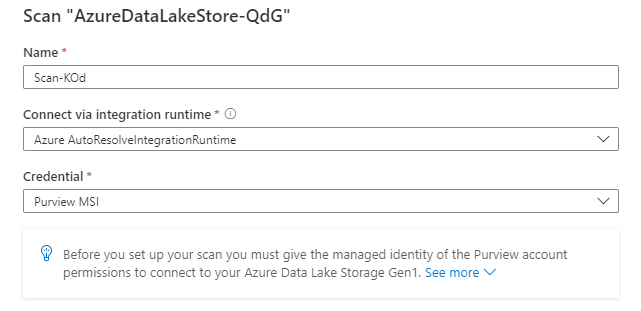 Scan "AzureDataLakeStore-QdG"
Name *
Scan-KOd
Connect via integration runtime *
Azure AutoResolveIntegrationRuntime
Credential *
Purview MSI
Before you set up your scan you must give the managed identity of the Purview account
permissions to connect to your Azure Data Lake Storage Gen1. See more